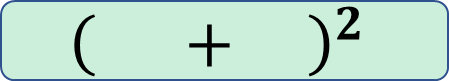 (  +  )²